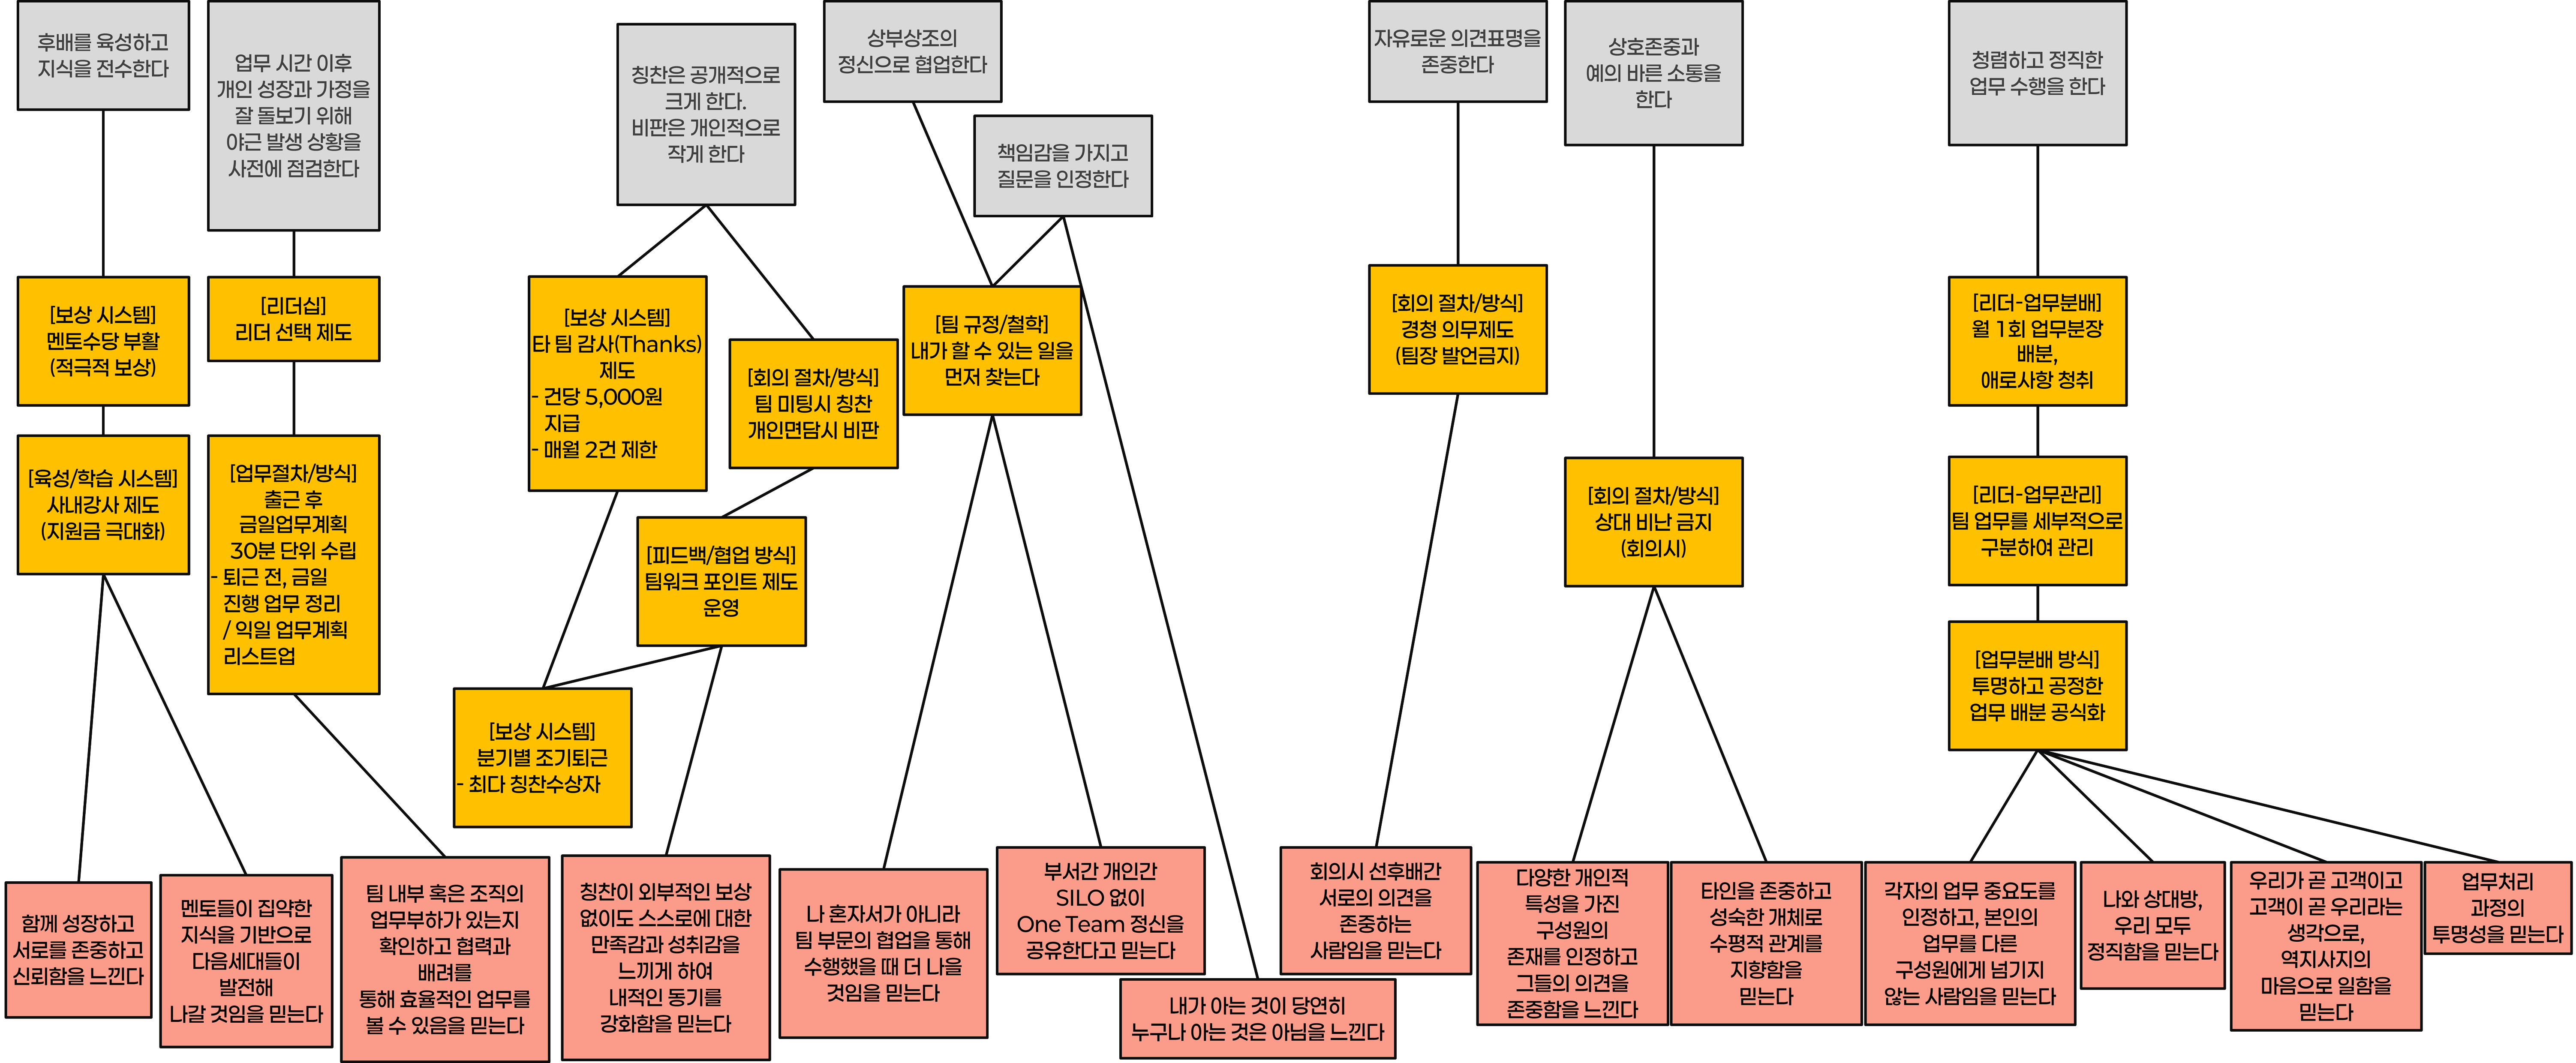 후배를 육성하고
지식을 전수한다
업무 시간 이후
개인 성장과 가정을
잘 돌보기 위해
야근 발생 상황을
사전에 점검한다
칭찬은 공개적으로
크게 한다.
비판은 개인적으로
작게 한다
상부상조의
정신으로 협업한다
책임감을 가지고
질문을 인정한다
자유로운 의견표명을
존중한다
상호존중과
예의 바른 소통을
한다
청렴하고 정직한
업무 수행을 한다
[보상 시스템]
멘토수당 부활
(적극적 보상)
[리더십]
리더 선택 제도
[보상 시스템]
타 팀 감사(Thanks)
제도
- 건당 5,000원
지급
- 매월 2건 제한
[회의 절차/방식]
팀 미팅시 칭찬
개인면담시 비판
[팀 규정/철학]
내가 할 수 있는 일을
먼저 찾는다
[회의 절차/방식]
경청 의무제도
(팀장 발언금지)
[리더-업무분배]
월 1회 업무분장
배분,
애로사항 청취
[육성/학습 시스템]
사내강사 제도
(지원금 극대화)
[업무절차/방식]
출근 후
금일업무계획
30분 단위 수립
- 퇴근 전, 금일
진행 업무 정리
/ 익일 업무계획
리스트업
[피드백/협업 방식]
팀워크 포인트 제도
운영
[회의 절차/방식]
상대 비난 금지
(회의시)
[리더-업무관리]
팀 업무를 세부적으로
구분하여 관리
[보상 시스템]
분기별 조기퇴근
- 최다 칭찬수상자
[업무분배 방식]
투명하고 공정한
업무 배분 공식화
함께 성장하고
서로를 존중하고
신뢰함을 느낀다
멘토들이 집약한
지식을 기반으로
다음세대들이
발전해
나갈 것임을 믿는다
팀 내부 혹은 조직의
업무부하가 있는지
확인하고 협력과
배려를
통해 효율적인 업무를
볼 수 있음을 믿는다
칭찬이 외부적인 보상
없이도 스스로에 대한
만족감과 성취감을
느끼게 하여
내적인 동기를
강화함을 믿는다
나 혼자서가 아니라
팀 부문의 협업을 통해
수행했을 때 더 나을
것임을 믿는다
부서간 개인간
SILO 없이
One Team 정신을
공유한다고 믿는다
내가 아는 것이 당연히
누구나 아는 것은 아님을 느낀다
회의시 선후배간
서로의 의견을
존중하는
사람임을 믿는다
다양한 개인적
특성을 가진
구성원의
존재를 인정하고
그들의 의견을
존중함을 느낀다
타인을 존중하고
성숙한 개체로
수평적 관계를
지향함을
믿는다
각자의 업무 중요도를
인정하고, 본인의
업무를 다른
구성원에게 넘기지
않는 사람임을 믿는다
나와 상대방,
우리 모두
정직함을 믿는다
우리가 곧 고객이고
고객이 곧 우리라는
생각으로,
역지사지의
마음으로 일함을
믿는다
업무처리
과정의
투명성을 믿는다